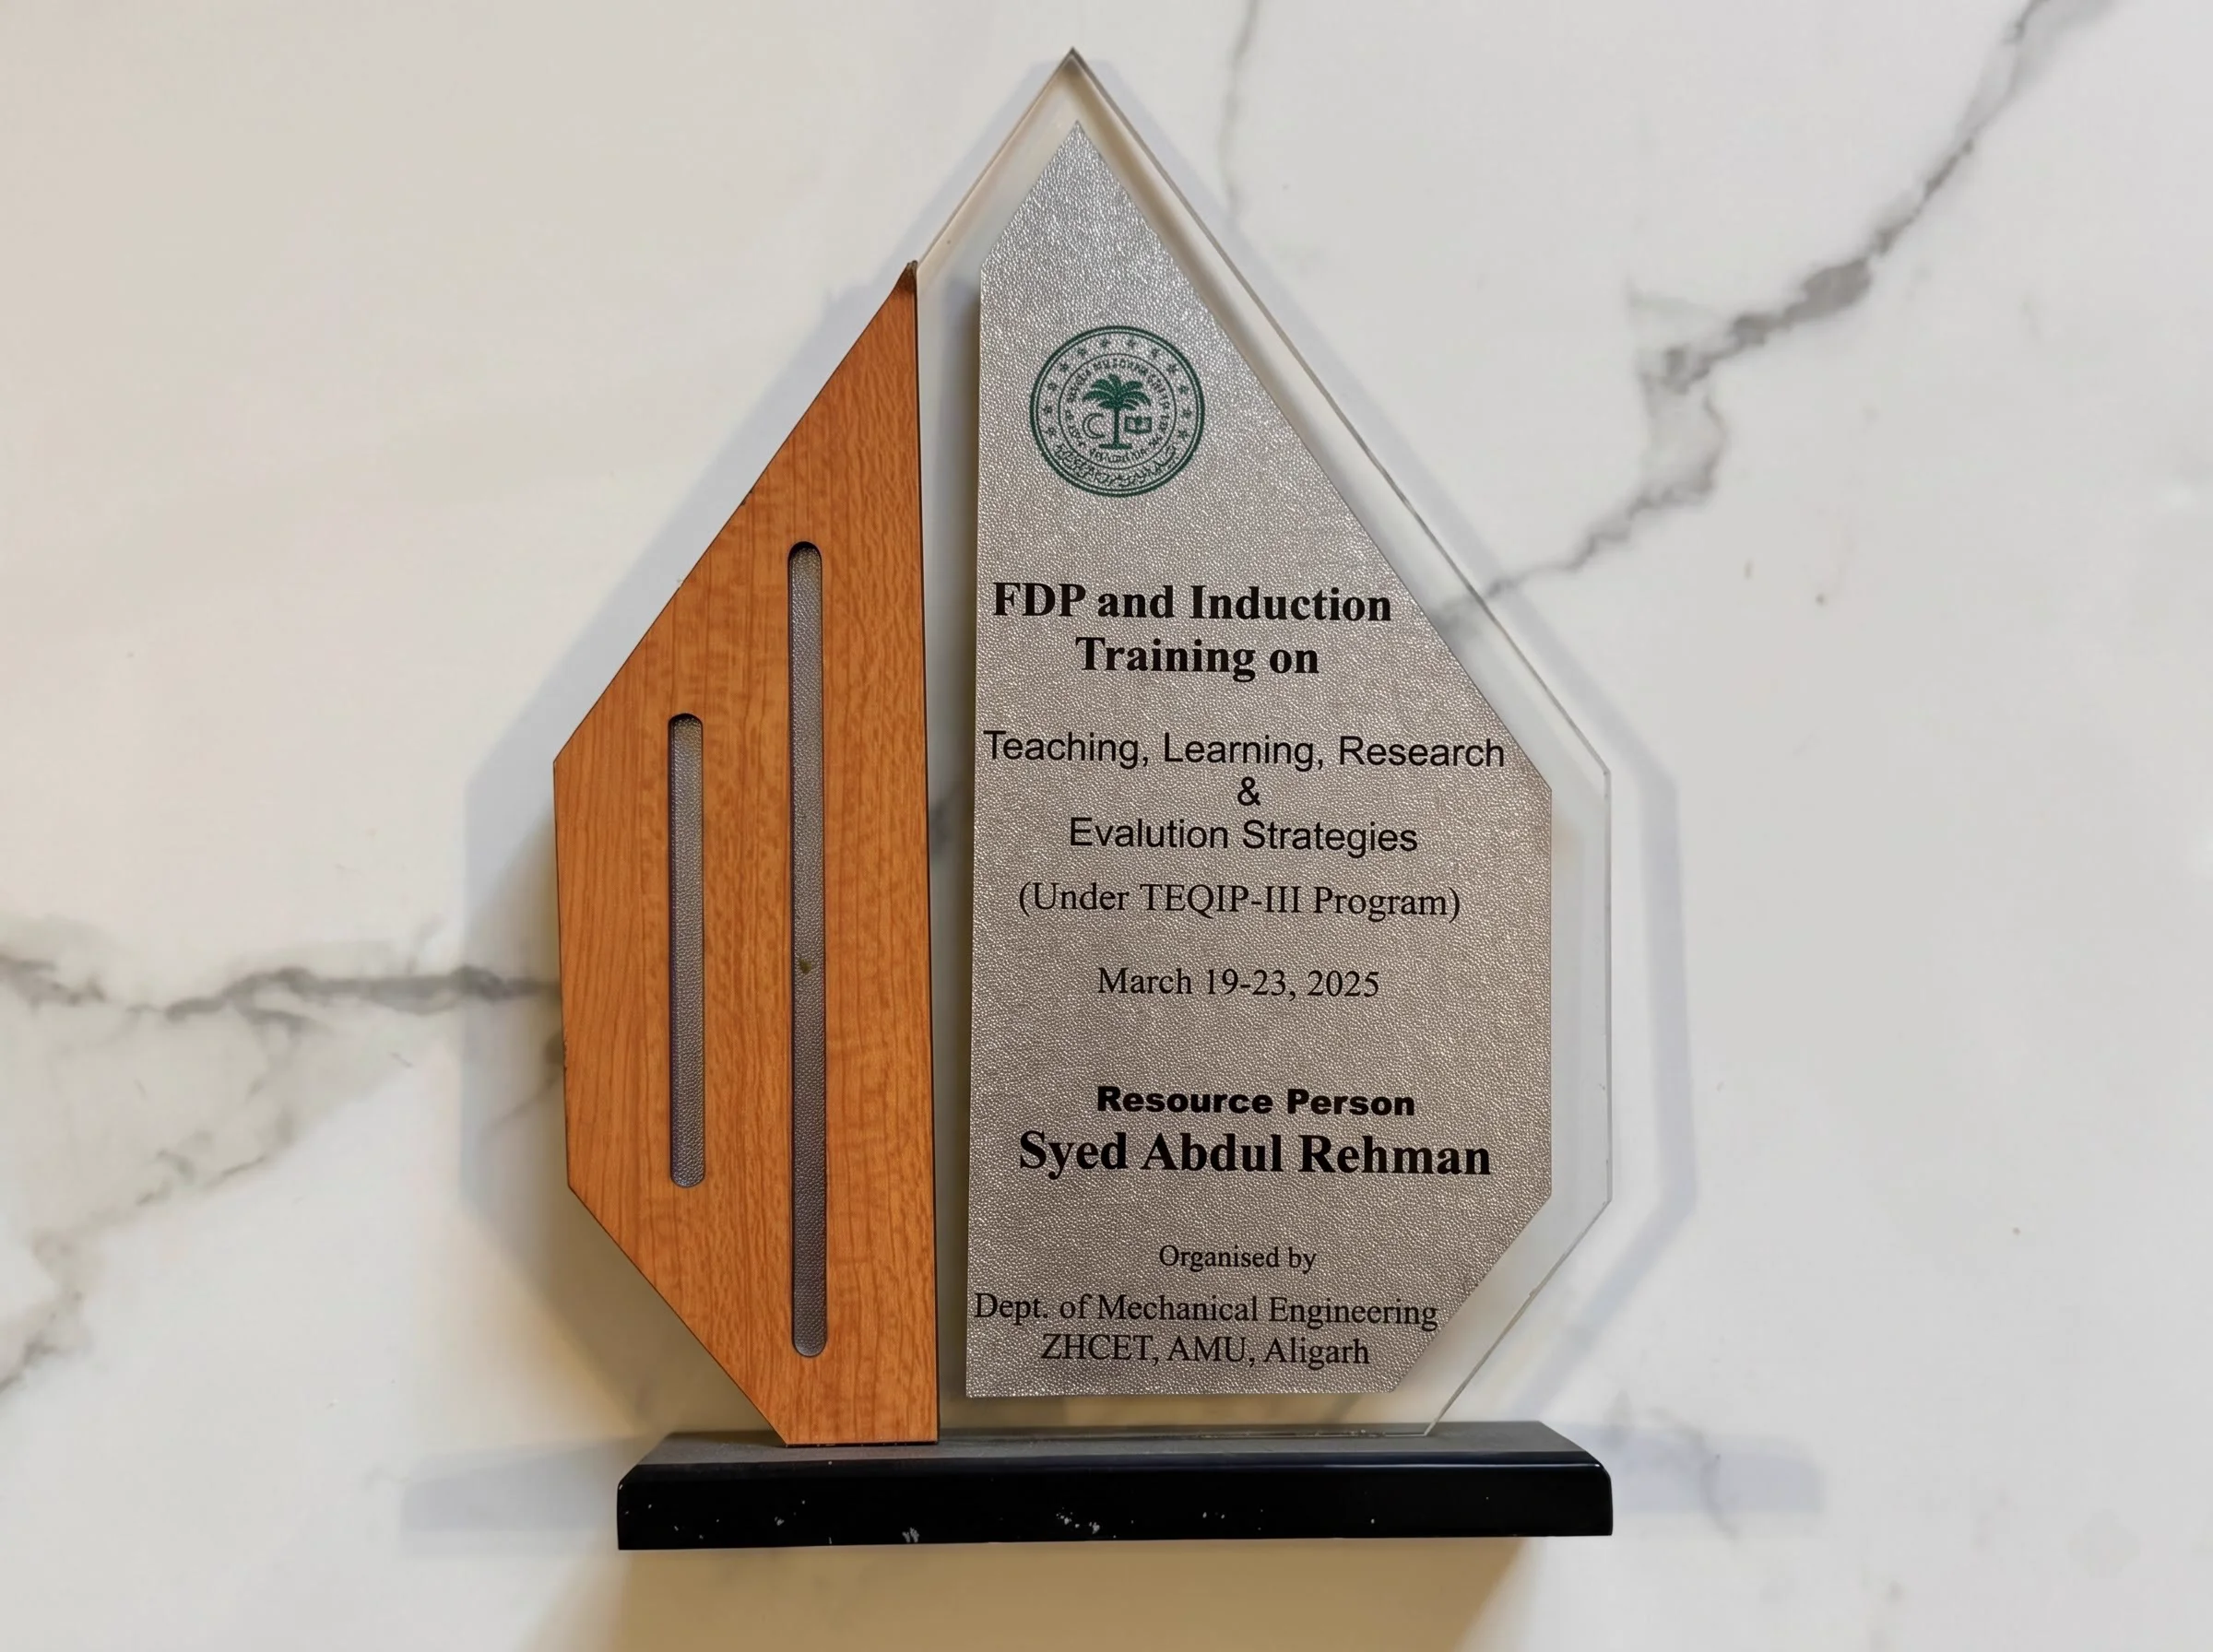 FDP and Induction
Training on
Teaching, Learning, Research
&
Evalution Strategies
(Under TEQIP-III Program)
March 19-23, 2025
Resource Person
Syed Abdul Rehman
Organised by
Dept. of Mechanical Engineering
ZHCET, AMU, Aligarh